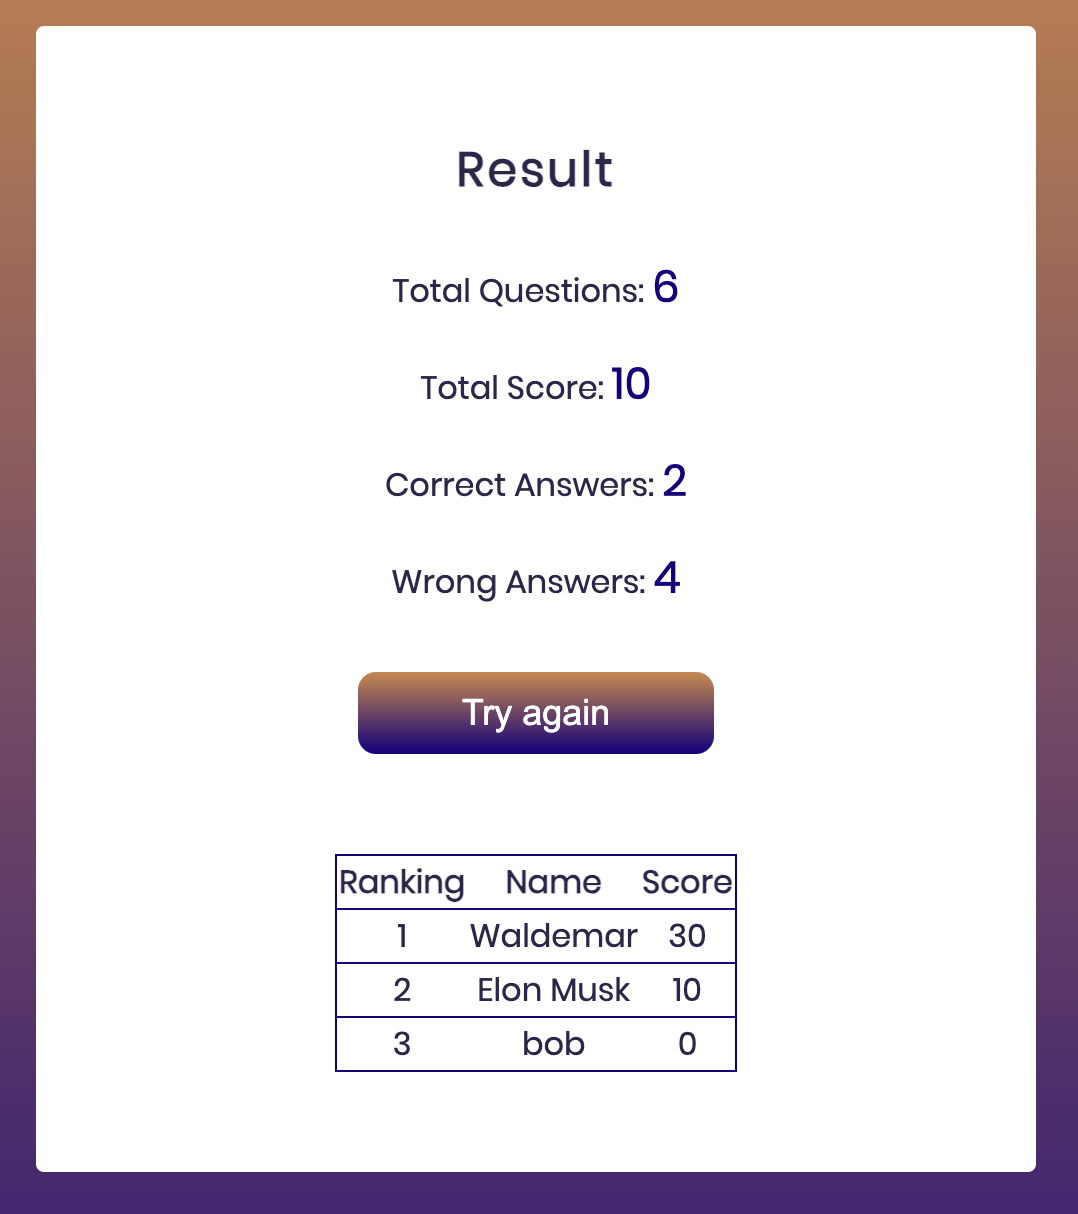 Result
Total Questions: 6
Total Score: 10
Correct Answers: 2
Wrong Answers: 4
Try again
Ranking Name Score
1 Waldemar 30
2 Elon Musk 10
3 bob 0